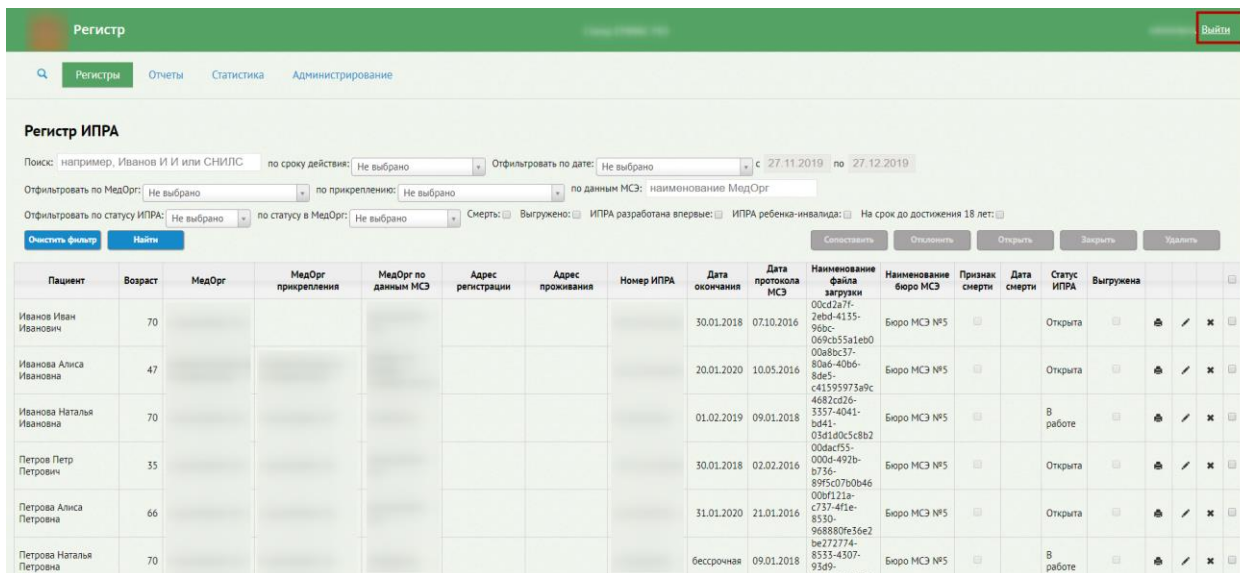 Регистр
Выйти
Регистры Отчеты Статистика Администрирование
Регистр ИПРА
Поиск: например, Иванов И И или СНИЛС по сроку действия: Не выбрано Отфильтровать по дате: Не выбрано с 27.11.2019 по 27.12.2019
Отфильтровать по МедОрг: Не выбрано по прикреплению: Не выбрано по данным МСЭ: наименование МедОрг
Отфильтровать по статусу ИПРА: Не выбрано по статусу в МедОрг: Не выбрано Смерть: Выгружено: ИПРА разработана впервые: ИПРА ребенка-инвалида: На срок до достижения 18 лет:
Очистить фильтр Найти Сопоставить Отклонить Открыть Закрыть Удалить
Пациент Возраст МедОрг МедОрг прикрепления МедОрг по данным МСЭ Адрес регистрации Адрес проживания Номер ИПРА Дата окончания Дата протокола МСЭ Наименование файла загрузки Наименование бюро МСЭ Признак смерти Дата смерти Статус ИПРА Выгружена
Иванов Иван Иванович 70 30.01.2018 07.10.2016 00cd2a7f-2ebd-4135-96bc-069cb55a1eb0 Бюро МСЭ №5 Открыта
Иванова Алиса Ивановна 47 20.01.2020 10.05.2016 00a8bc37-80a6-40b6-8de5-c41595973a9c Бюро МСЭ №5 Открыта
Иванова Наталья Ивановна 70 01.02.2019 09.01.2018 4682cd26-3357-4041-bd41-03d1d0c5c8b2 Бюро МСЭ №5 В работе
Петров Петр Петрович 35 30.01.2018 02.02.2016 00dacf55-000d-492b-b736-89f5c07b0b46 Бюро МСЭ №5 Открыта
Петрова Алиса Петровна 66 31.01.2020 21.01.2016 00bf121a-c737-4f1e-8530-968880fe36e2 Бюро МСЭ №5 Открыта
Петрова Наталья Петровна 70 бессрочная 09.01.2018 be272774-8533-4307-93d9- Бюро МСЭ №5 В работе